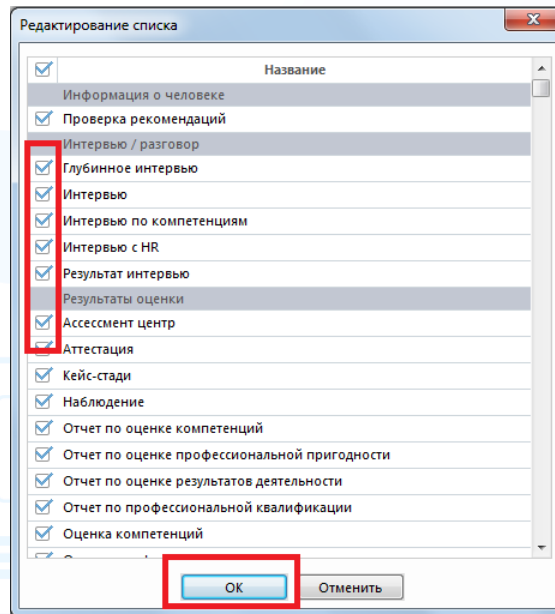 Редактирование списка
Название
Информация о человеке
Проверка рекомендаций
Интервью / разговор
Глубинное интервью
Интервью
Интервью по компетенциям
Интервью с HR
Результат интервью
Результаты оценки
Ассессмент центр
Аттестация
Кейс-стади
Наблюдение
Отчет по оценке компетенций
Отчет по оценке профессиональной пригодности
Отчет по оценке результатов деятельности
Отчет по профессиональной квалификации
Оценка компетенций
ОК
Отменить